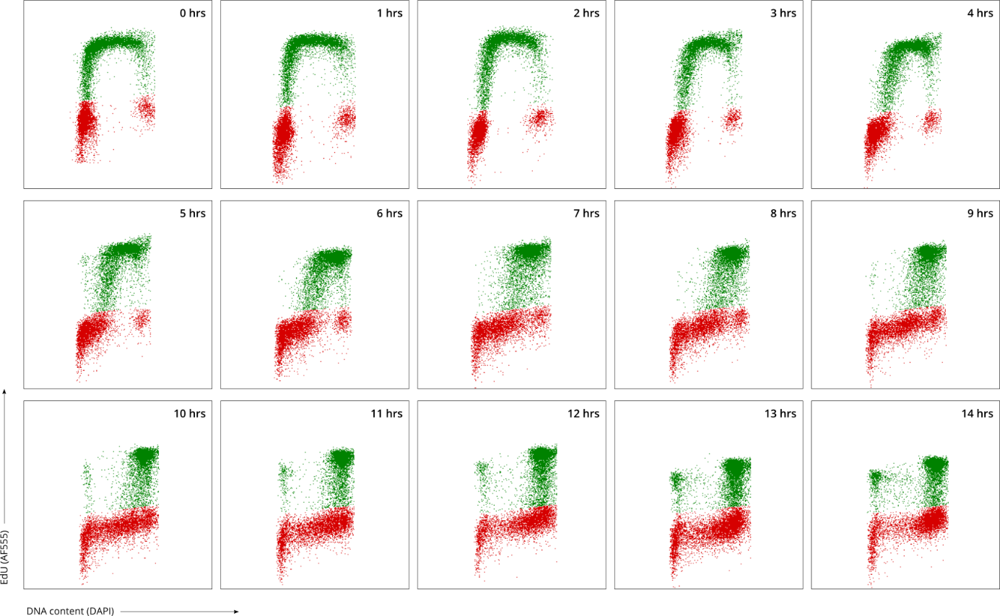 0 hrs
1 hrs
2 hrs
3 hrs
4 hrs
5 hrs
6 hrs
7 hrs
8 hrs
9 hrs
10 hrs
11 hrs
12 hrs
13 hrs
14 hrs
EdU (AF555)
DNA content (DAPI)